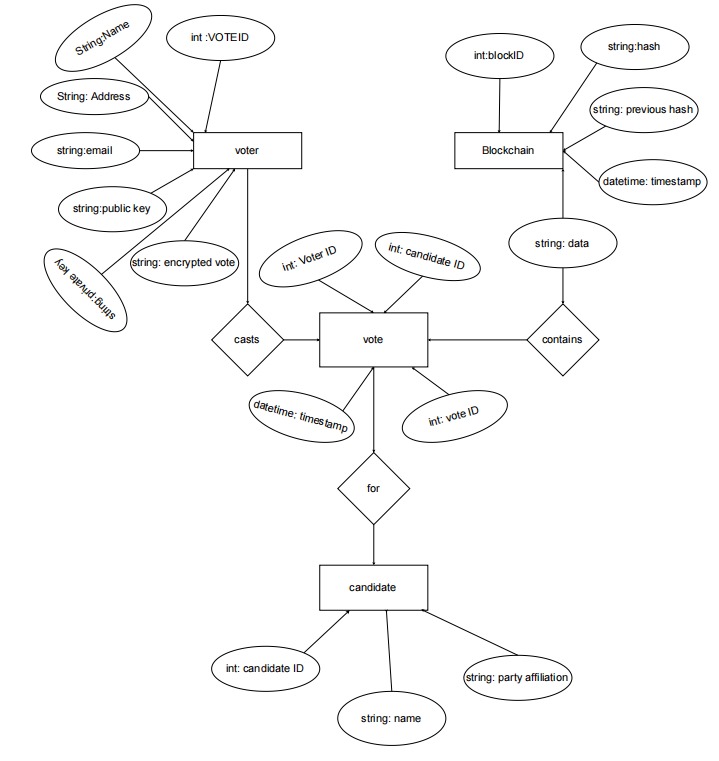 String:Name
int :VOTEID
int:blockID
string:hash
String: Address
string: previous hash
string:email
voter
Blockchain
datetime: timestamp
string:public key
string: encrypted vote
string:private key
int: Voter ID
int: candidate ID
string: data
casts
vote
contains
datetime: timestamp
int: vote ID
for
candidate
int: candidate ID
string: party affiliation
string: name